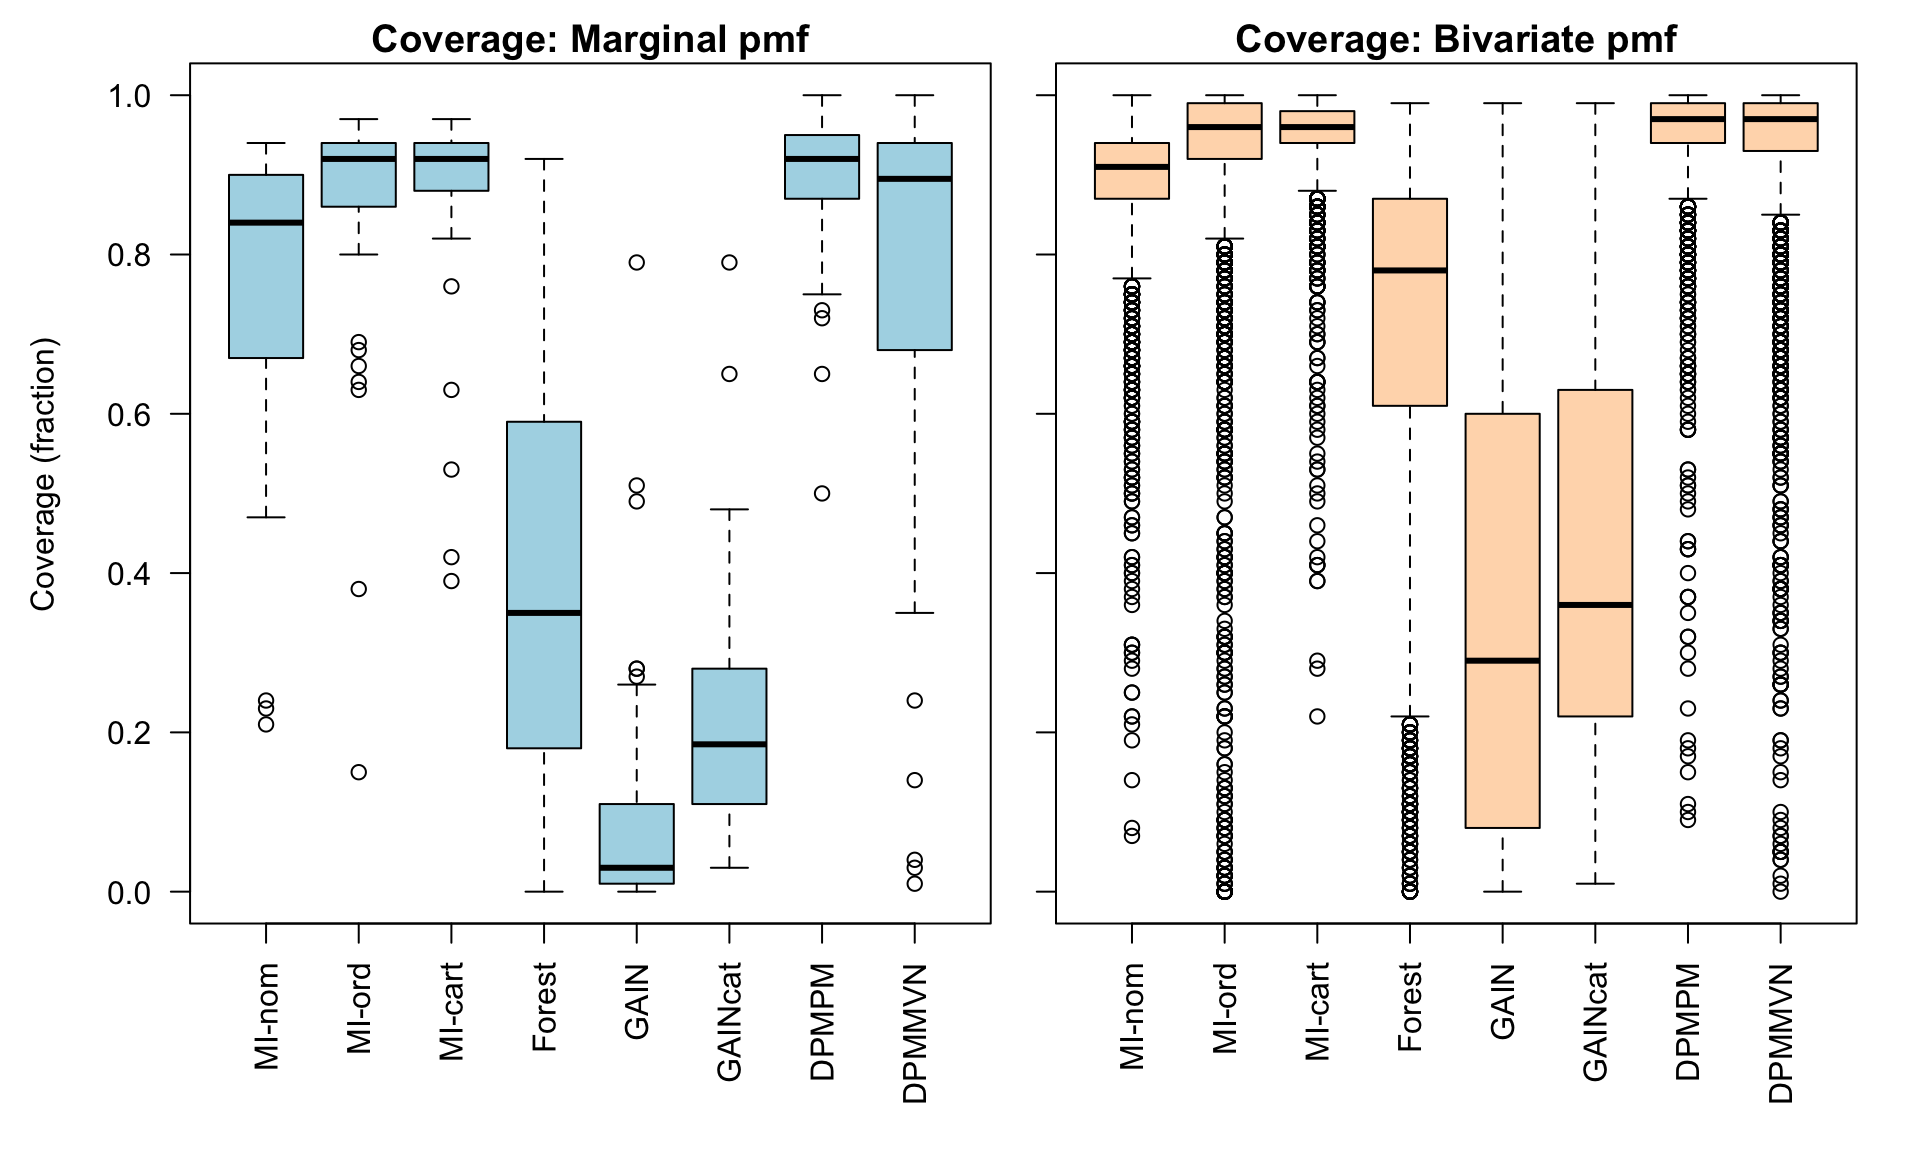 Coverage: Marginal pmf
Coverage: Bivariate pmf
Coverage (fraction)
1.0
0.8
0.6
0.4
0.2
0.0
MI-nom
MI-ord
MI-cart
Forest
GAIN
GAINcat
DPMPM
DPMMVN
MI-nom
MI-ord
MI-cart
Forest
GAIN
GAINcat
DPMPM
DPMMVN